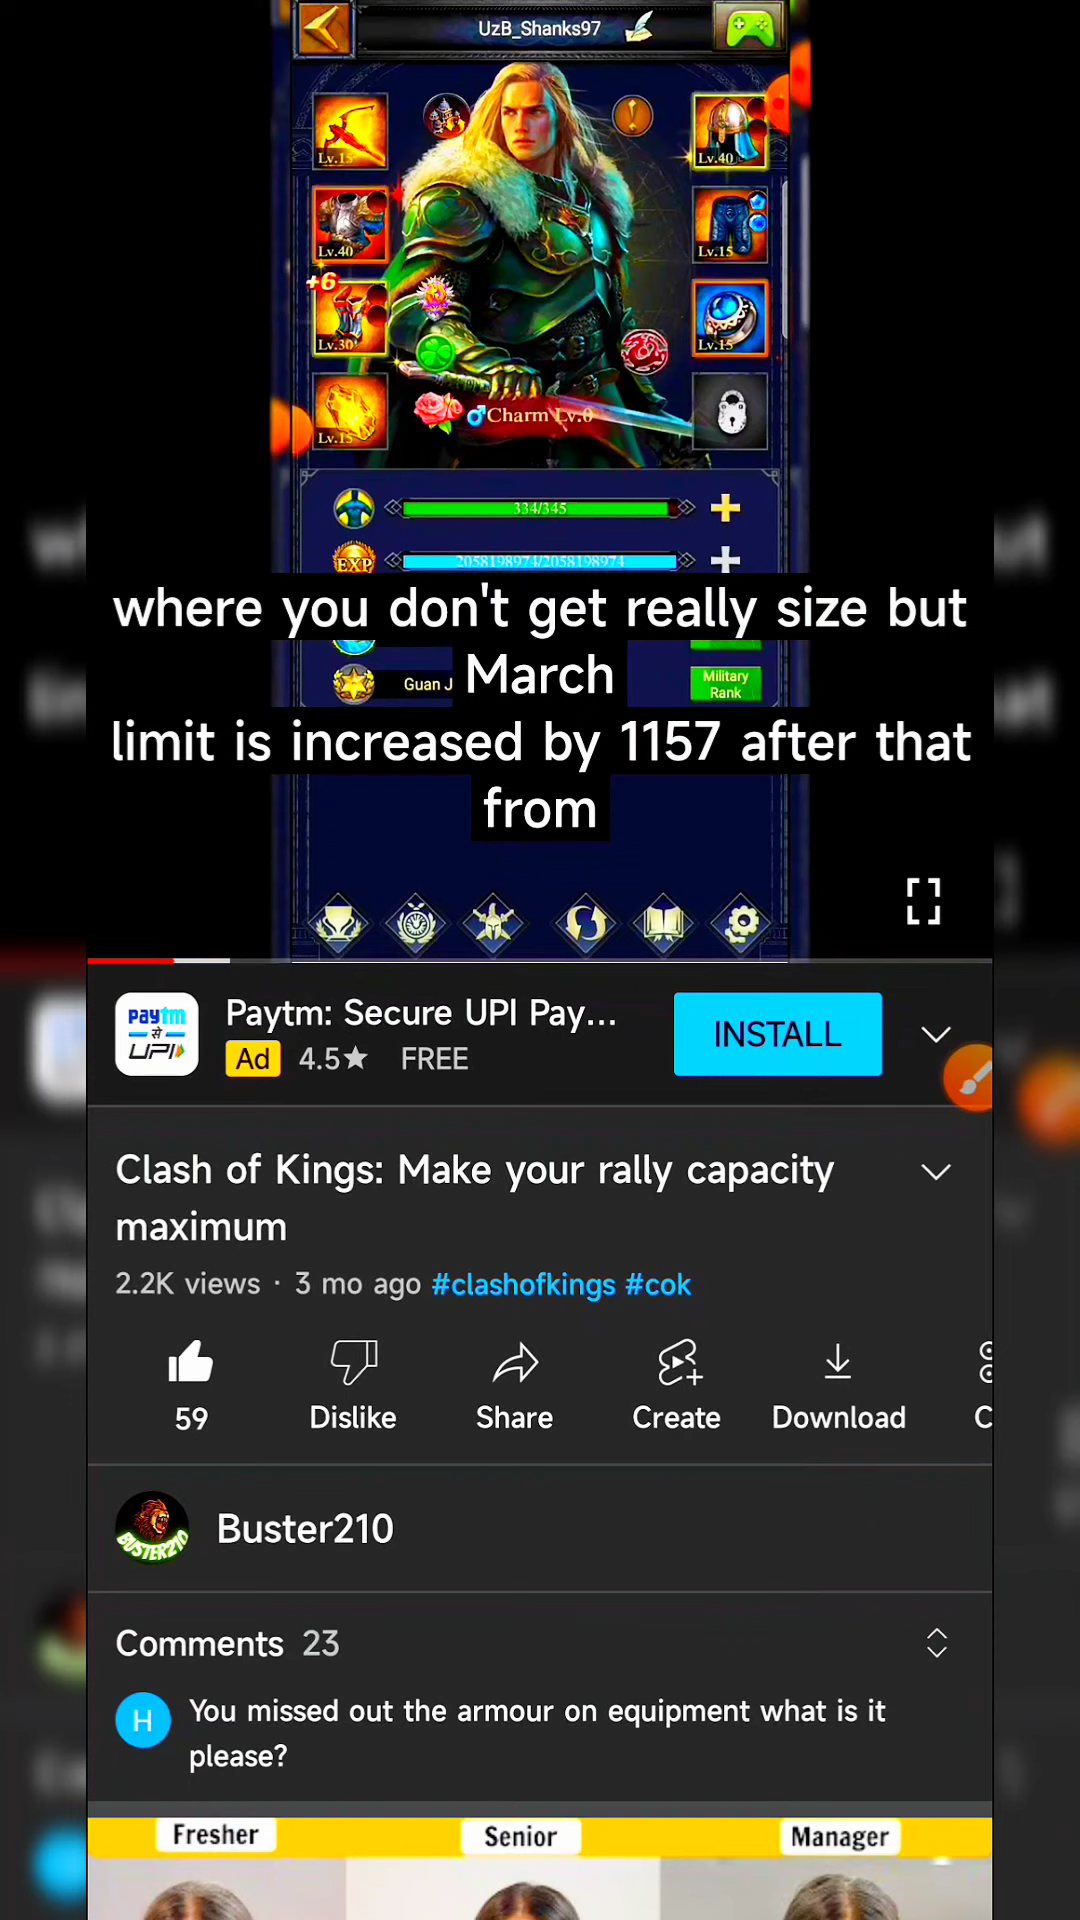 UzB_Shanks97
Lv.15
Lv.40
Lv.40
Lv.15
+6
Lv.30
Lv.15
Lv.15
Charm Lv.0
334/345
EXP
2058198974/2058198974
where you don't get really size but
March
Guan J
Military
Rank
limit is increased by 1157 after that
from
paytm
से
UPI
Paytm: Secure UPI Pay...
Ad 4.5★ FREE
INSTALL
Clash of Kings: Make your rally capacity
maximum
2.2K views · 3 mo ago #clashofkings #cok
59
Dislike
Share
Create
Download
C
BUSTER210
Buster210
Comments 23
H
You missed out the armour on equipment what is it
please?
Fresher
Senior
Manager